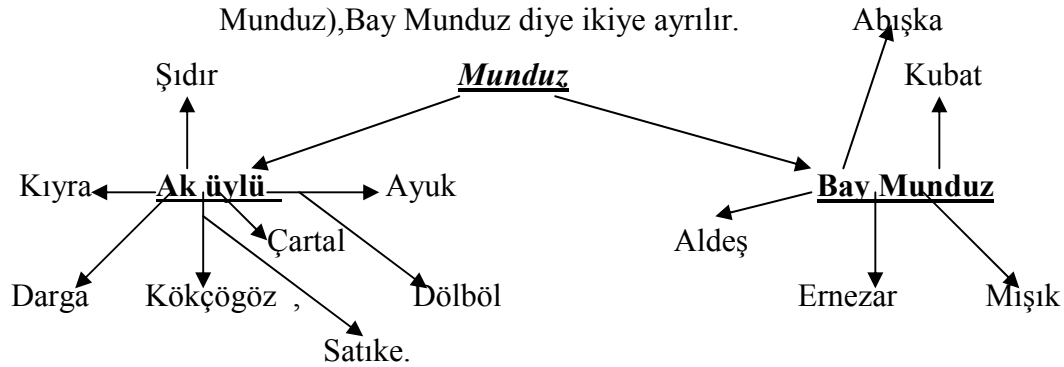 Munduz),Bay Munduz diye ikiye ayrılır. Abışka
Şıdır Munduz Kubat
Kıyra Ak üylü Ayuk Bay Munduz
Çartal Aldeş
Darga Kökçögöz , Dölböl Ernezar Mışık
Satıke.